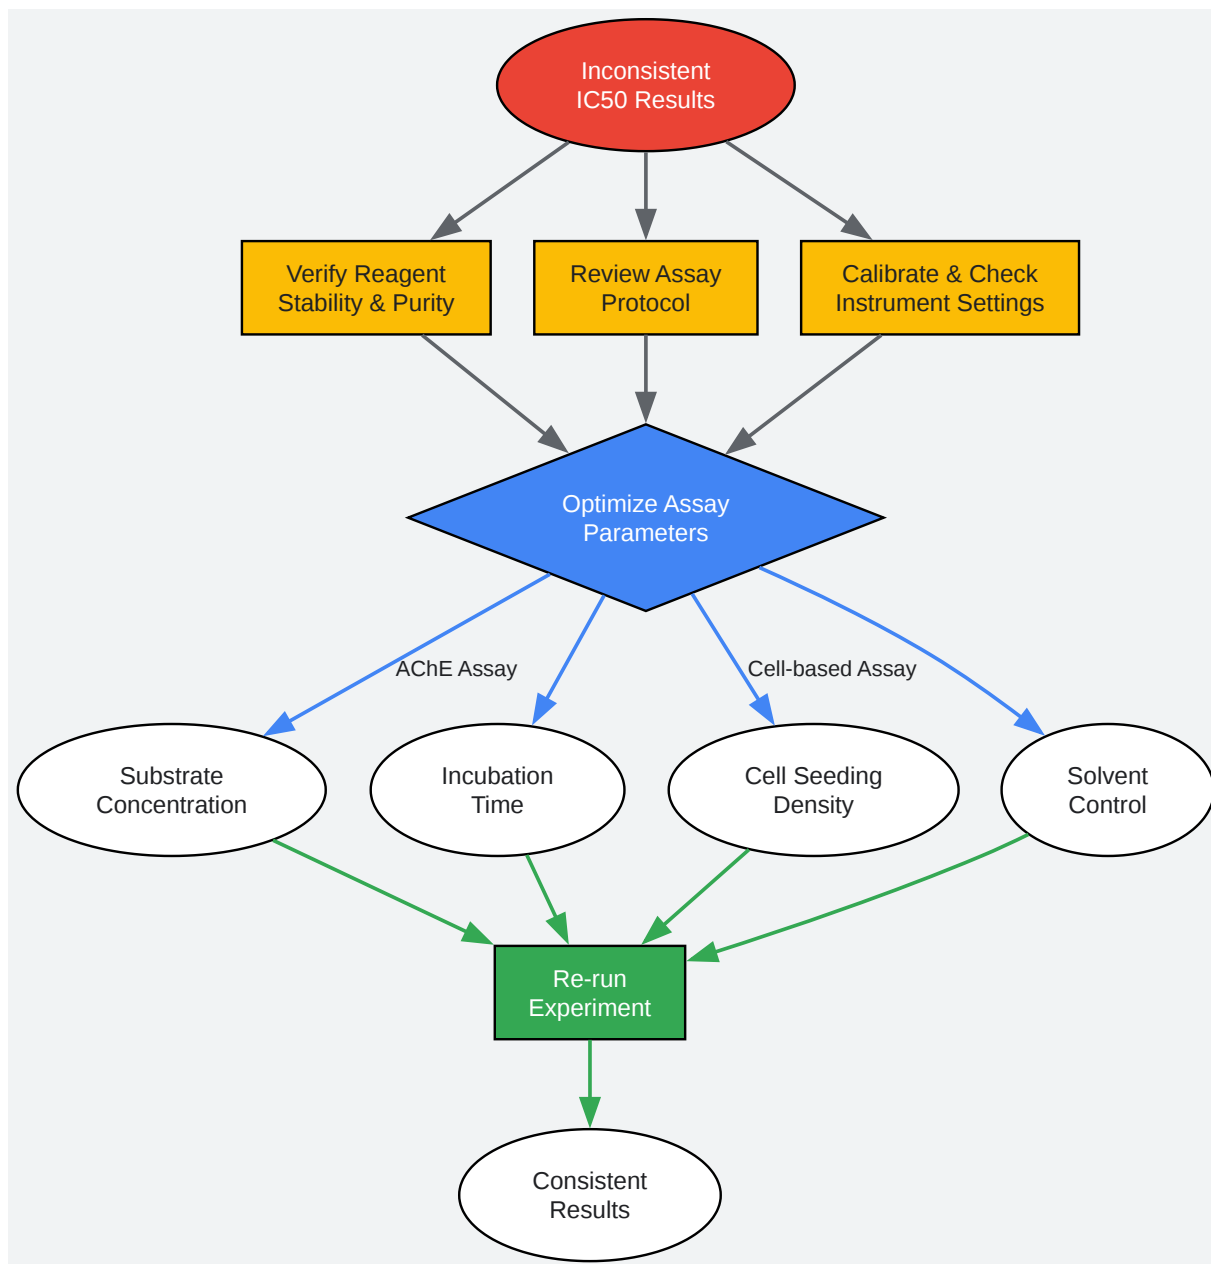 Inconsistent
IC50 Results
Verify Reagent
Stability & Purity
Review Assay
Protocol
Calibrate & Check
Instrument Settings
Optimize Assay
Parameters
AChE Assay
Cell-based Assay
Substrate
Concentration
Incubation
Time
Cell Seeding
Density
Solvent
Control
Re-run
Experiment
Consistent
Results